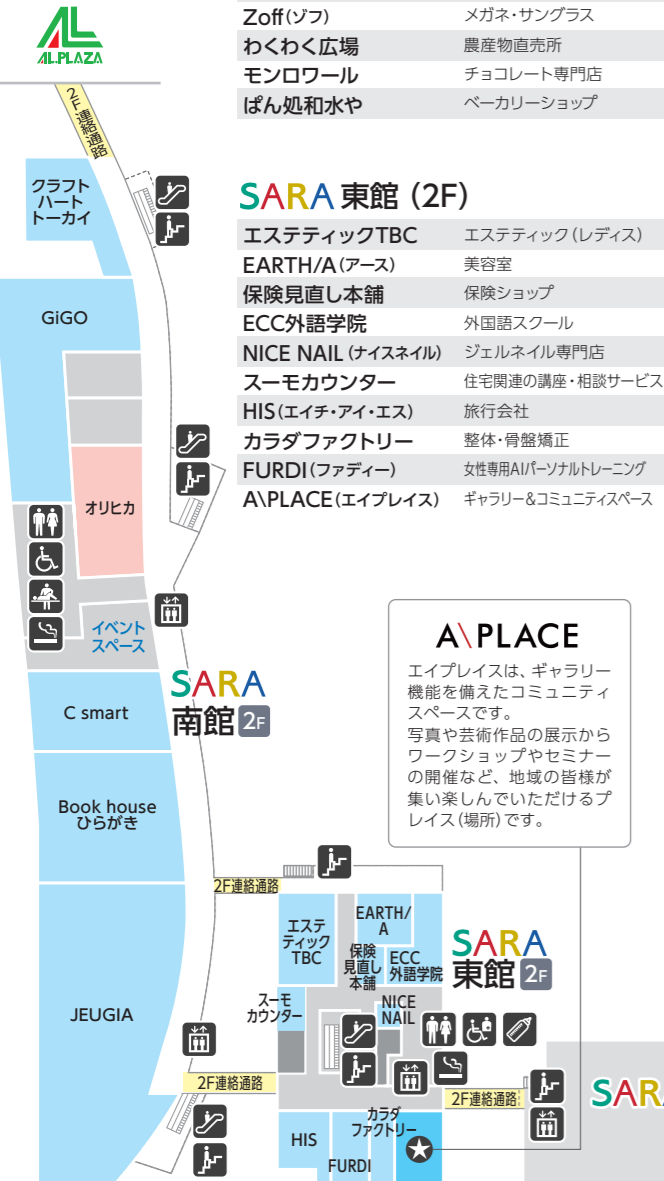 AL
AL.PLAZA
Zoff(ゾフ) メガネ・サングラス
わくわく広場 農産物直売所
モンロワール チョコレート専門店
ぱん処和水や ベーカリーショップ
2F連絡通路
クラフト
ハート
トーカイ
SARA 東館(2F)
エステティックTBC エステティック(レディス)
EARTH/A(アース) 美容室
保険見直し本舗 保険ショップ
ECC外語学院 外国語スクール
NICE NAIL(ナイスネイル) ジェルネイル専門店
スーモカウンター 住宅関連の講座・相談サービス
HIS(エイチ・アイ・エス) 旅行会社
カラダファクトリー 整体・骨盤矯正
FURDI(ファディー) 女性専用AIパーソナルトレーニング
A\PLACE(エイプレイス) ギャラリー&コミュニティスペース
GiGO
オリヒカ
イベント
スペース
SARA
南館 2F
C smart
Book house
ひらがき
JEUGIA
A\PLACE
エイプレイスは、ギャラリー
機能を備えたコミュニティ
スペースです。
写真や芸術作品の展示から
ワークショップやセミナー
の開催など、地域の皆様が
集い楽しんでいただけるプ
レイス(場所)です。
2F連絡通路
エステ
ティック
TBC
EARTH/
A
保険
見直し
本舗
ECC
外語学院
SARA
東館 2F
スーモ
カウンター
NICE
NAIL
2F連絡通路
2F連絡通路
SARA
HIS
FURDI
カラダ
ファクトリー